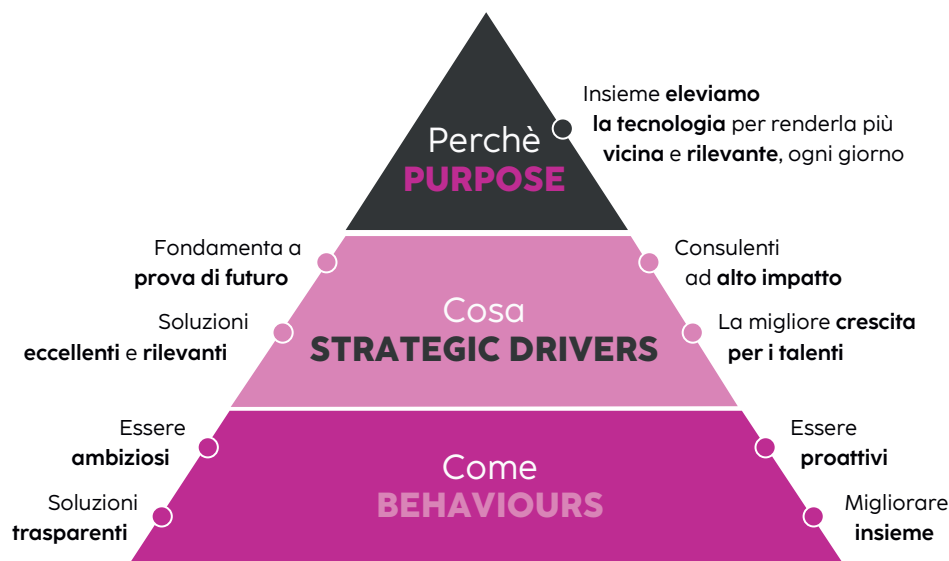 Insieme eleviamo
la tecnologia per renderla più
vicina e rilevante, ogni giorno
Perchè
PURPOSE
Fondamenta a
prova di futuro
Soluzioni
eccellenti e rilevanti
Cosa
STRATEGIC DRIVERS
Consulenti
ad alto impatto
La migliore crescita
per i talenti
Essere
ambiziosi
Soluzioni
trasparenti
Come
BEHAVIOURS
Essere
proattivi
Migliorare
insieme